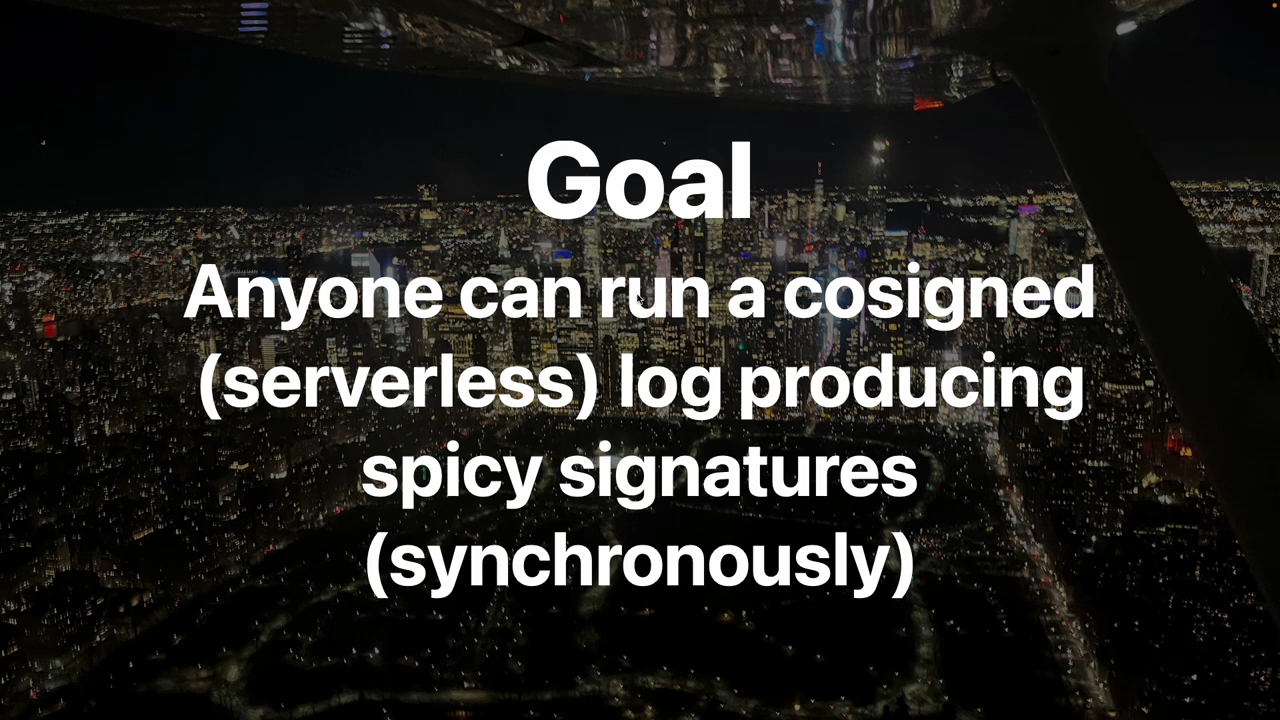 Goal
Anyone can run a cosigned
(serverless) log producing
spicy signatures
(synchronously)